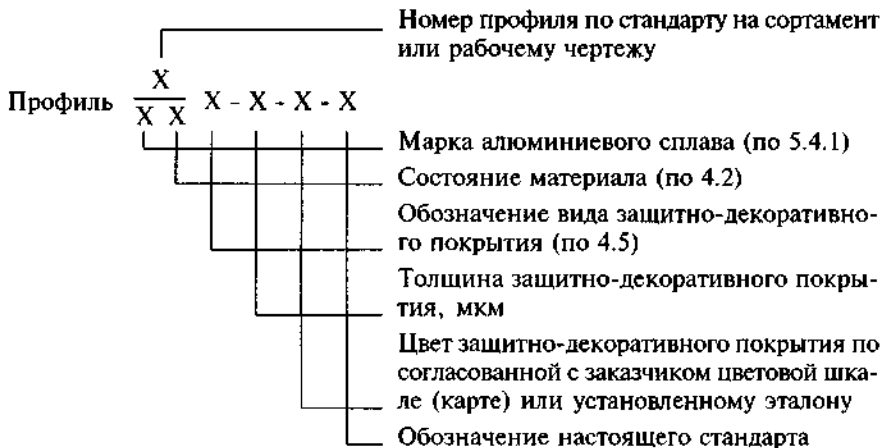 Номер профиля по стандарту на сортамент
или рабочему чертежу
X
Профиль X X X - X - X - X
Марка алюминиевого сплава (по 5.4.1)
Состояние материала (по 4.2)
Обозначение вида защитно-декоративно-
го покрытия (по 4.5)
Толщина защитно-декоративного покры-
тия, мкм
Цвет защитно-декоративного покрытия по
согласованной с заказчиком цветовой шка-
ле (карте) или установленному эталону
Обозначение настоящего стандарта